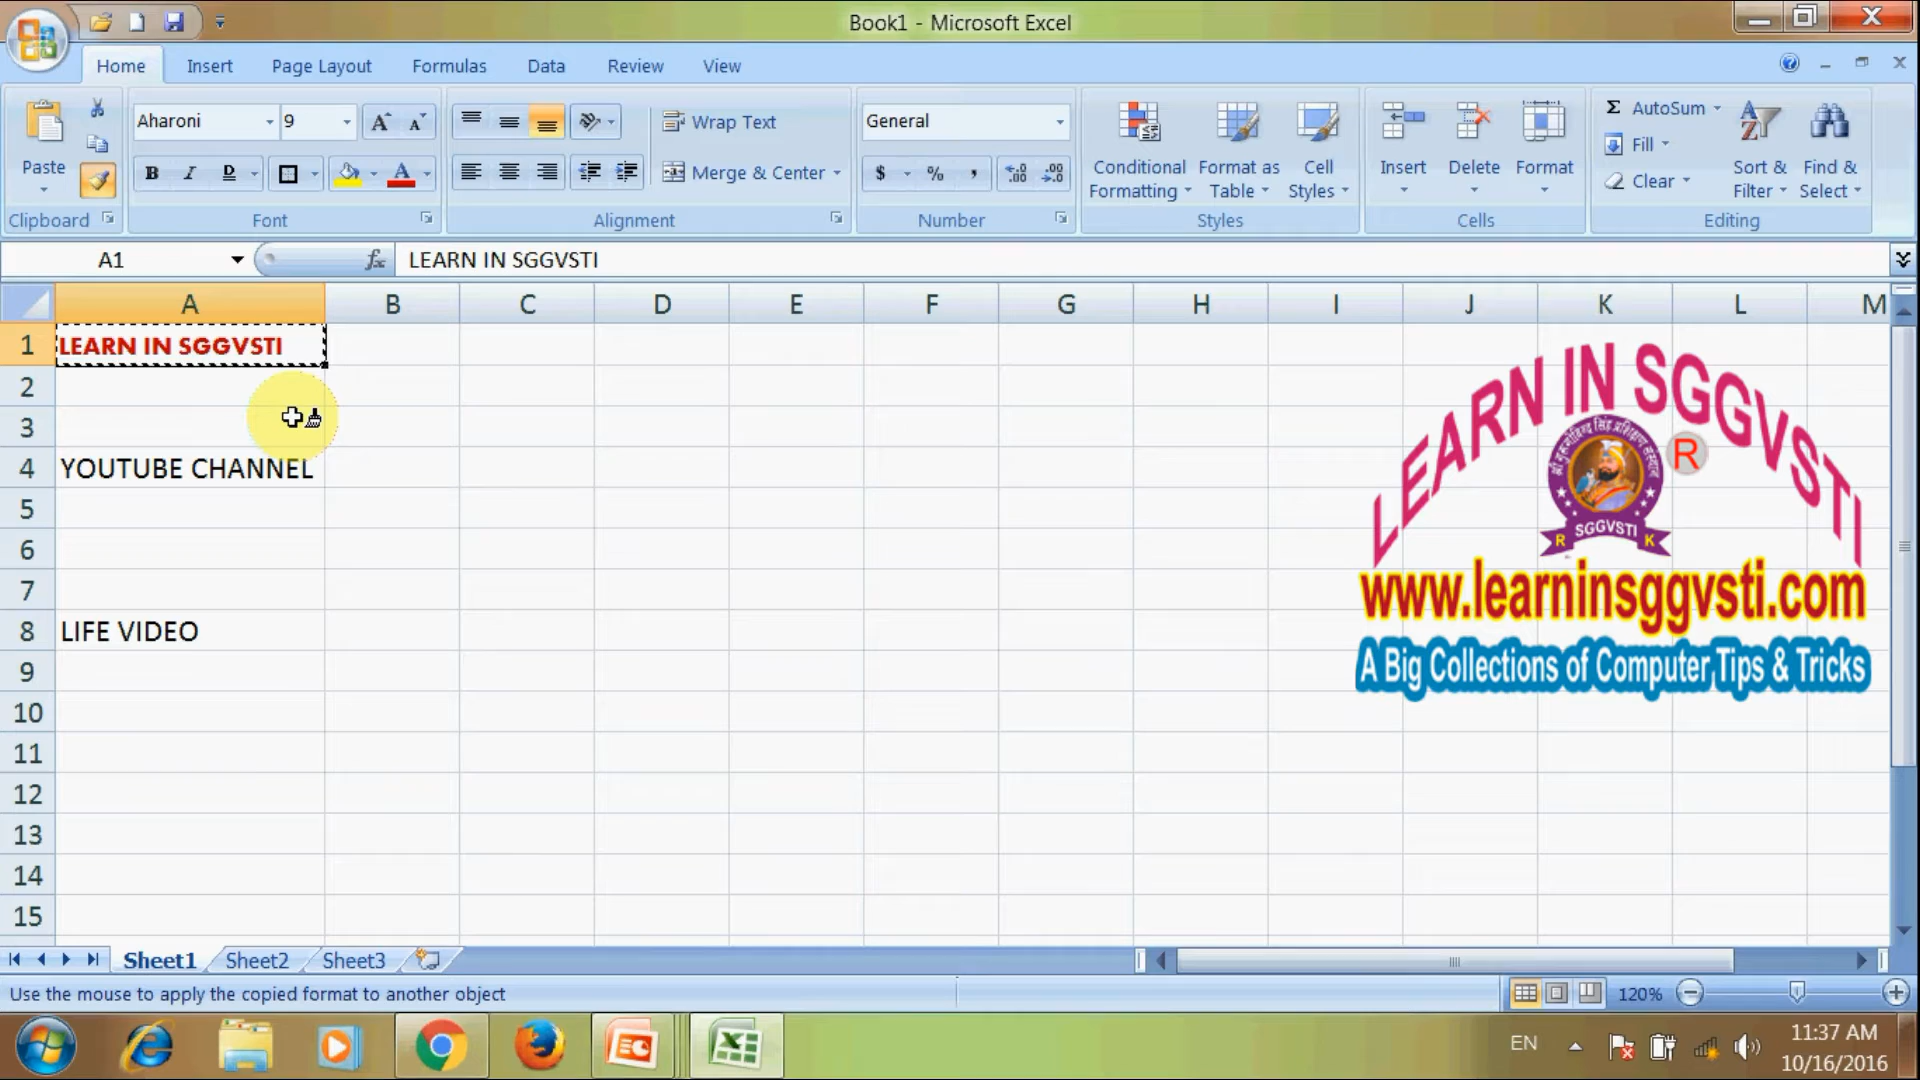 Book1 - Microsoft Excel
Home Insert Page Layout Formulas Data Review View
Paste
Clipboard
Aharoni 9
B I D
Font
Wrap Text
Merge & Center
Alignment
General
$ % ,
Number
Conditional Formatting
Format as Table
Cell Styles
Styles
Insert Delete Format
Cells
Σ AutoSum
Fill
Clear
Sort & Filter
Find & Select
Editing
A1 fx LEARN IN SGGVSTI
A B C D E F G H I J K L M
1 LEARN IN SGGVSTI
2
3
4 YOUTUBE CHANNEL
5
6
7
8 LIFE VIDEO
9
10
11
12
13
14
15
LEARN IN SGGVSTI
R
SGGVSTI
R K
www.learninsggvsti.com
A Big Collections of Computer Tips & Tricks
Sheet1 Sheet2 Sheet3
Use the mouse to apply the copied format to another object
120%
EN
11:37 AM
10/16/2016